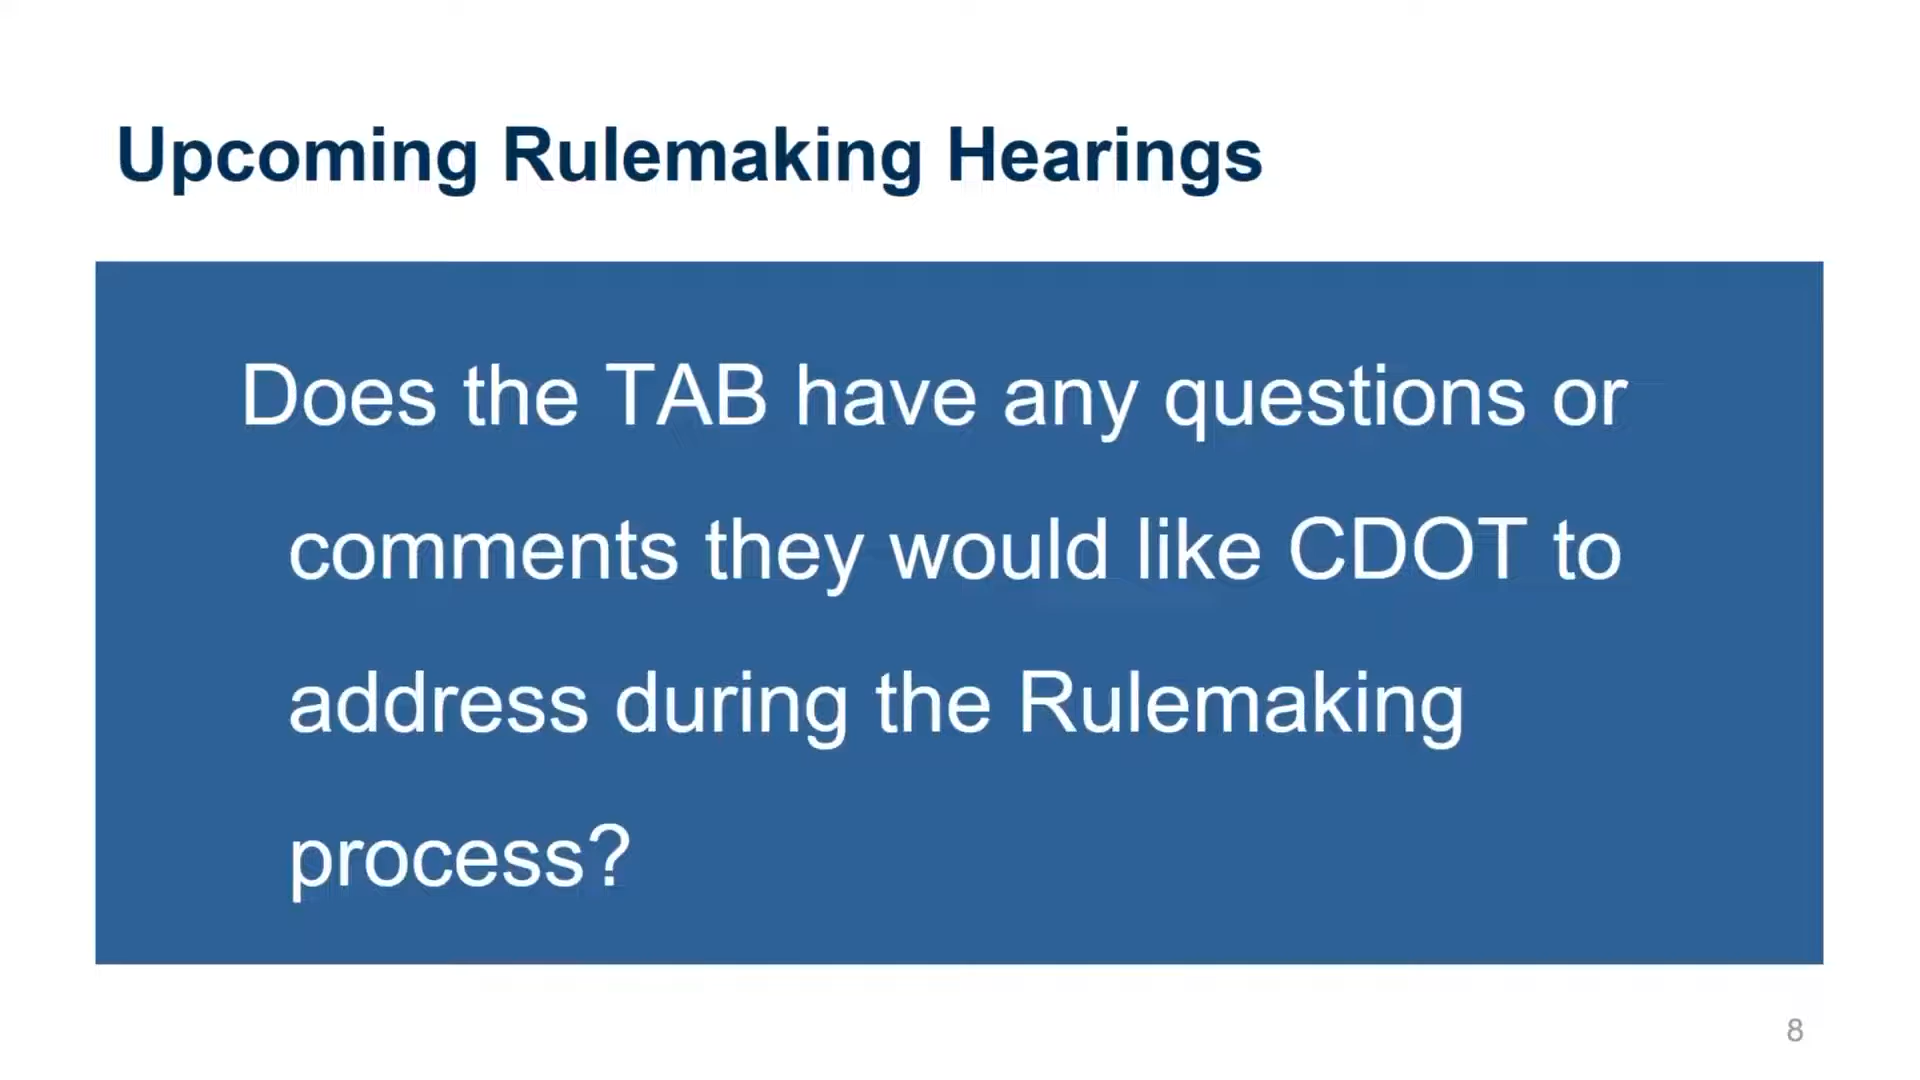 Upcoming Rulemaking Hearings
Does the TAB have any questions or
comments they would like CDOT to
address during the Rulemaking
process?
8